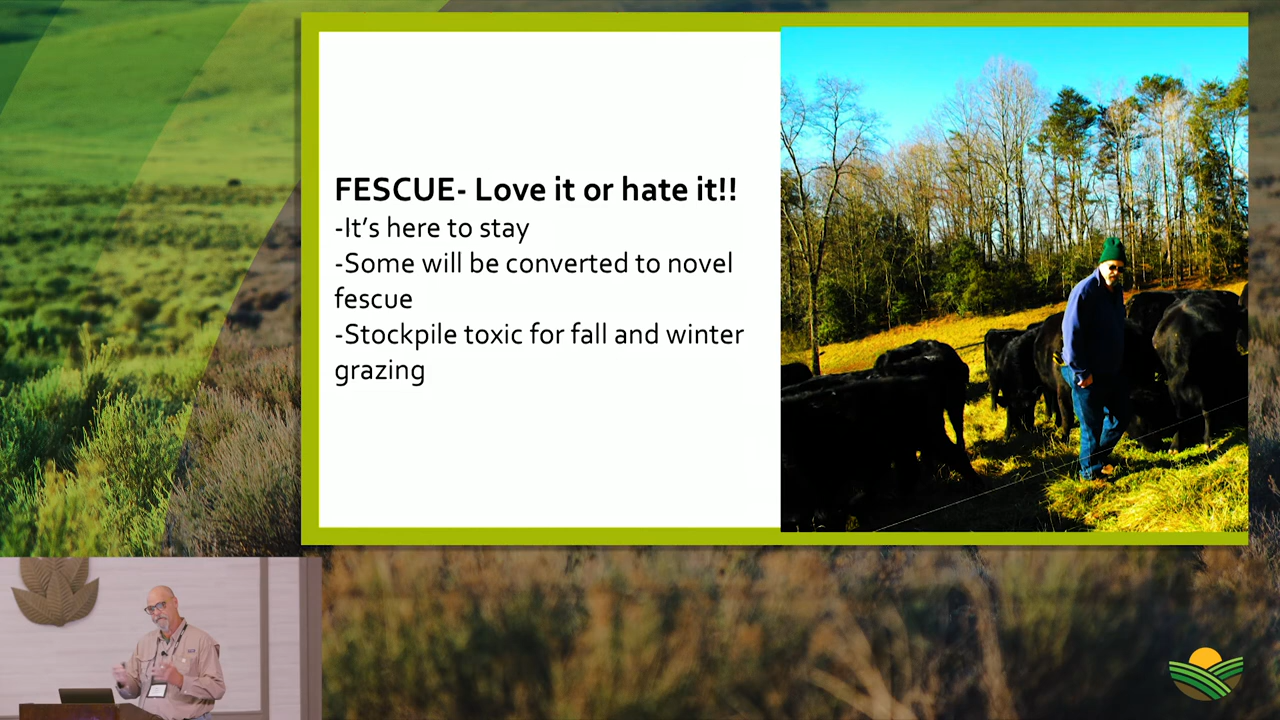 FESCUE- Love it or hate it!!
-It’s here to stay
-Some will be converted to novel
fescue
-Stockpile toxic for fall and winter
grazing